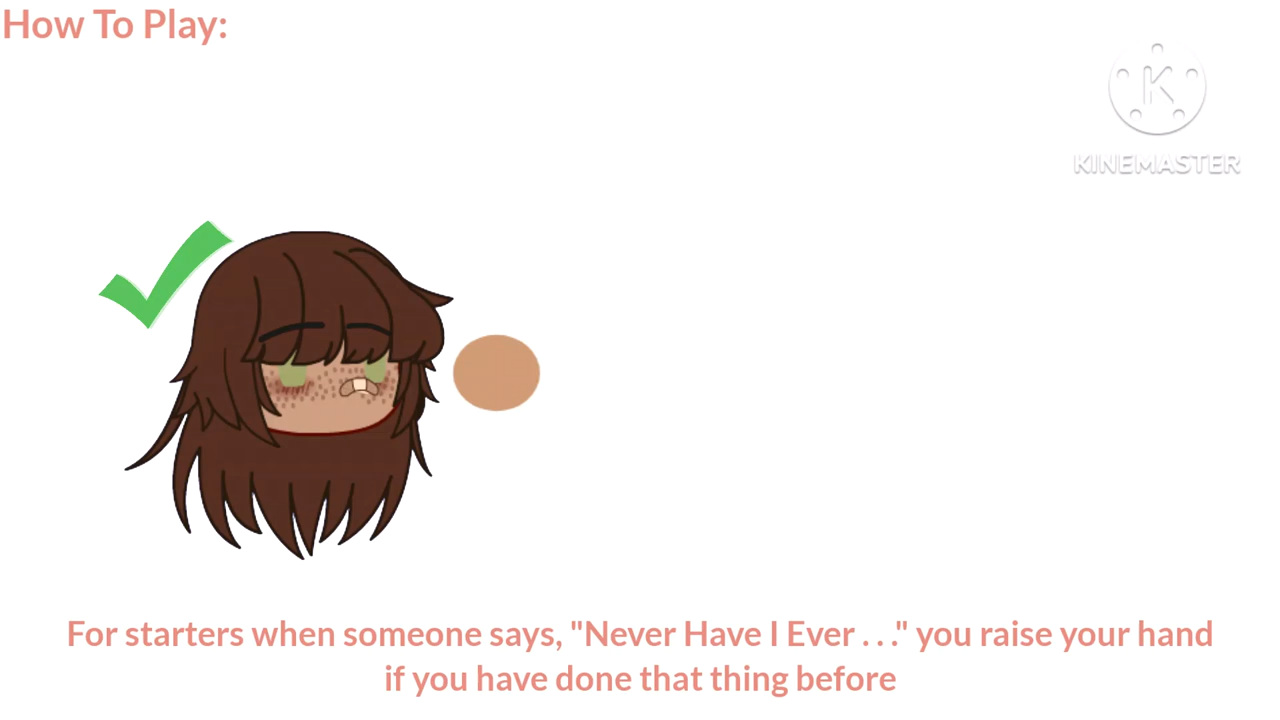 How To Play:
KINEMASTER
For starters when someone says, "Never Have I Ever . . ." you raise your hand
if you have done that thing before